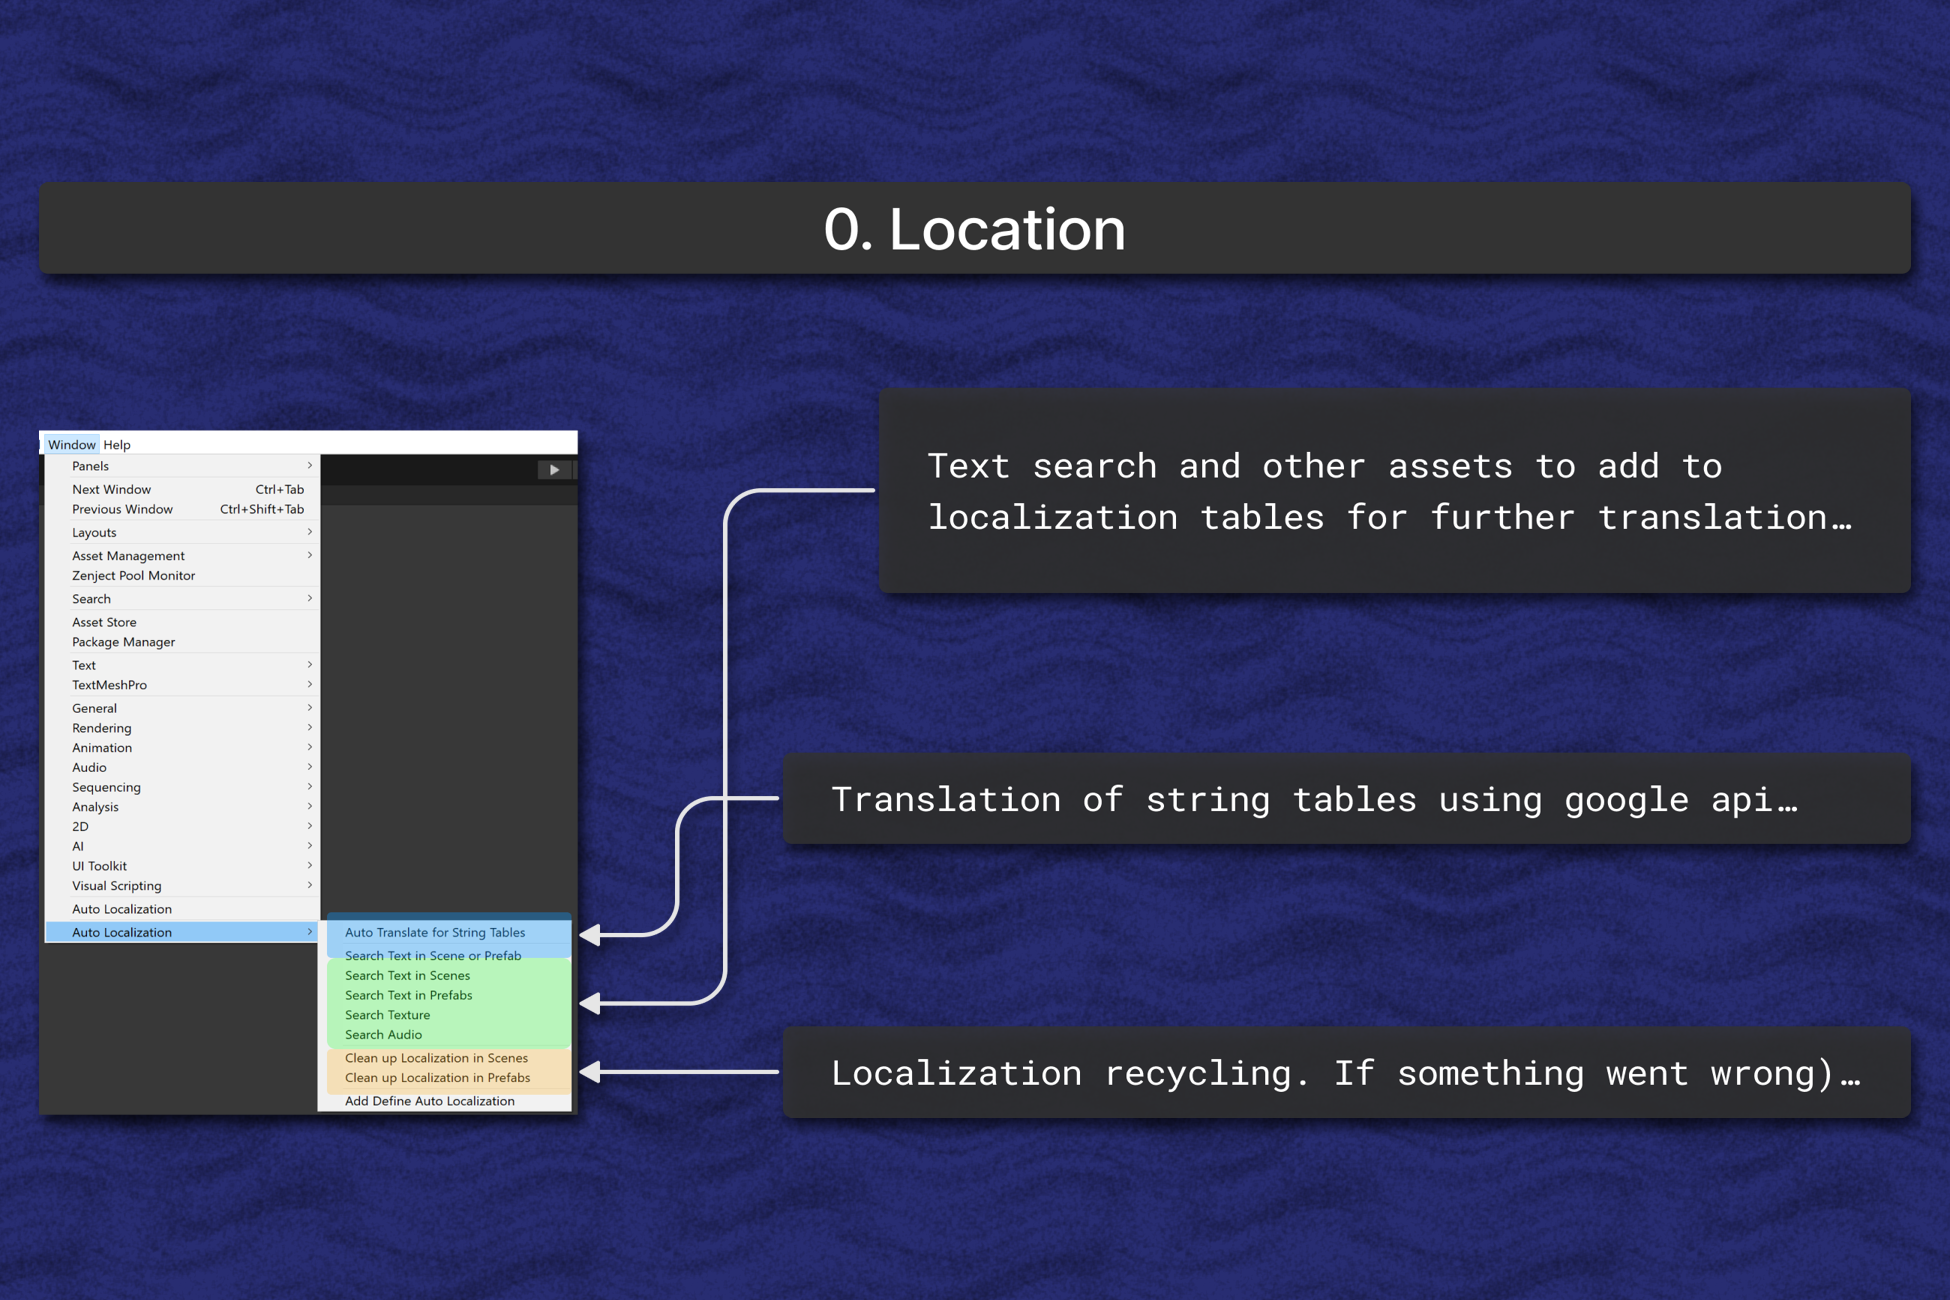 0. Location
Window Help
Panels
Next Window Ctrl+Tab
Previous Window Ctrl+Shift+Tab
Layouts
Asset Management
Zenject Pool Monitor
Search
Asset Store
Package Manager
Text
TextMeshPro
General
Rendering
Animation
Audio
Sequencing
Analysis
2D
AI
UI Toolkit
Visual Scripting
Auto Localization
Auto Localization
Auto Translate for String Tables
Search Text in Scene or Prefab
Search Text in Scenes
Search Text in Prefabs
Search Texture
Search Audio
Clean up Localization in Scenes
Clean up Localization in Prefabs
Add Define Auto Localization
Text search and other assets to add to
localization tables for further translation…
Translation of string tables using google api…
Localization recycling. If something went wrong)…